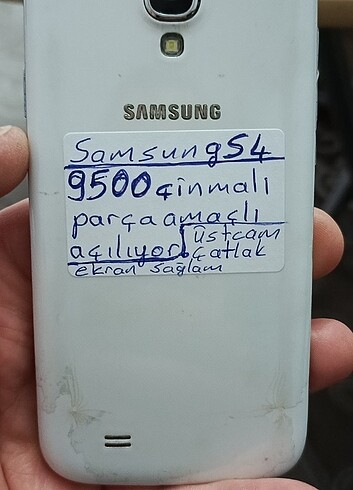 SAMSUNG
Samsung S4
9500 çinmali
parça amaçlı
açılıyor üstcam
çatlak
ekran sağlam